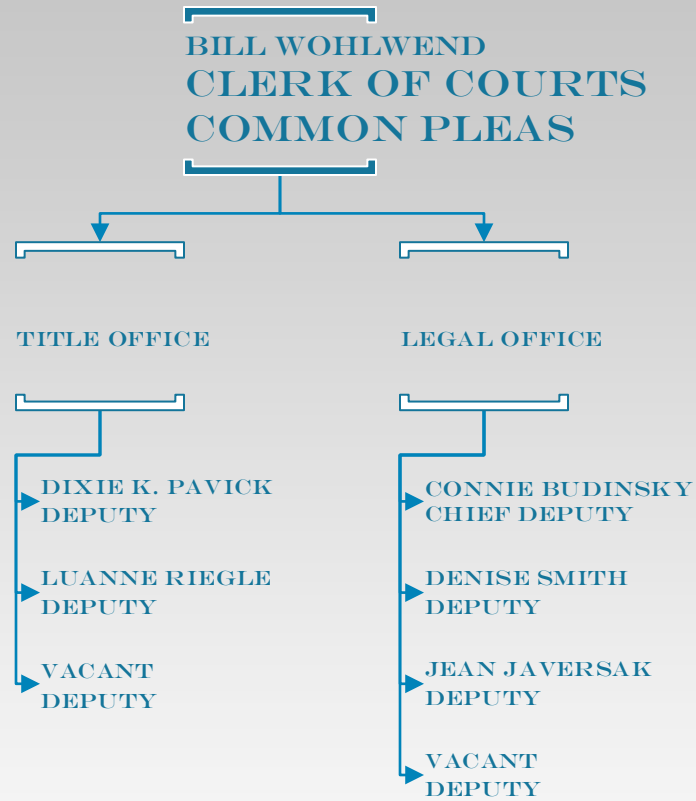 BILL WOHLWEND
CLERK OF COURTS
COMMON PLEAS
TITLE OFFICE
LEGAL OFFICE
DIXIE K. PAVICK
DEPUTY
LUANNE RIEGLE
DEPUTY
VACANT
DEPUTY
CONNIE BUDINSKY
CHIEF DEPUTY
DENISE SMITH
DEPUTY
JEAN JAVERSAK
DEPUTY
VACANT
DEPUTY